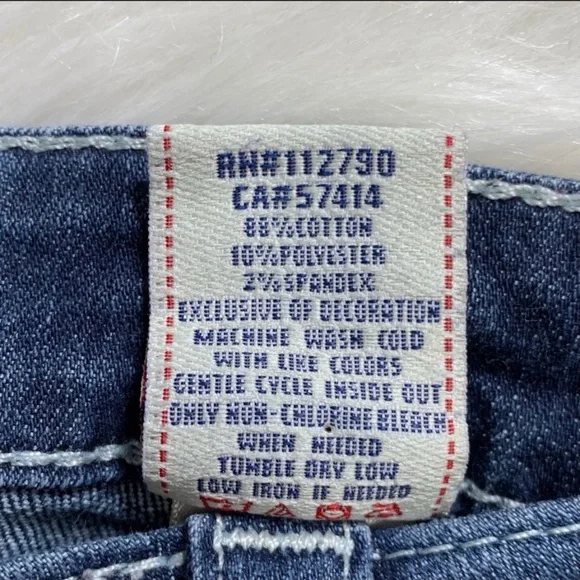 RN#112790
CA#57414
88%COTTON
10%POLYESTER
2%SPANDEX
EXCLUSIVE OF DECORATION
MACHINE WASH COLD
WITH LIKE COLORS
GENTLE CYCLE INSIDE OUT
ONLY NON-CHLORINE BLEACH
WHEN NEEDED
TUMBLE DRY LOW
LOW IRON IF NEEDED